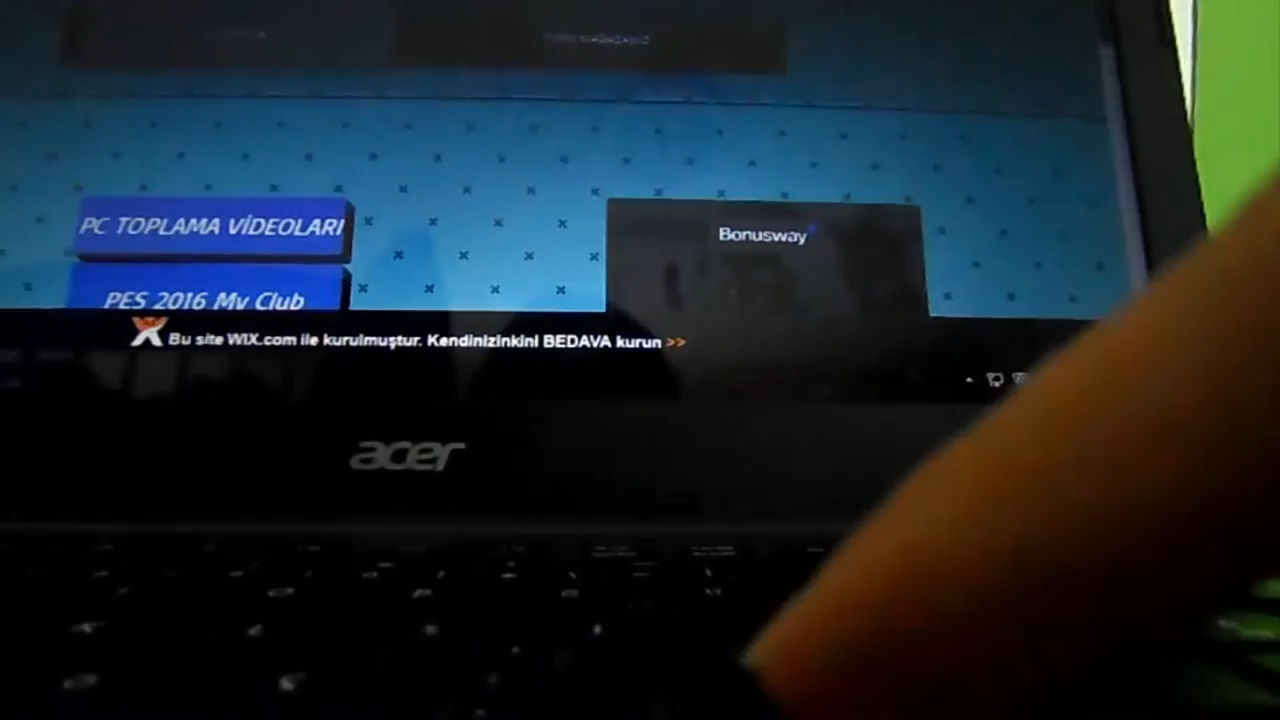 PC TOPLAMA VİDEOLARI
Bonusway
PES 2016 My Club
Bu site WIX.com ile kurulmuştur. Kendinizinkini BEDAVA kurun >>
acer